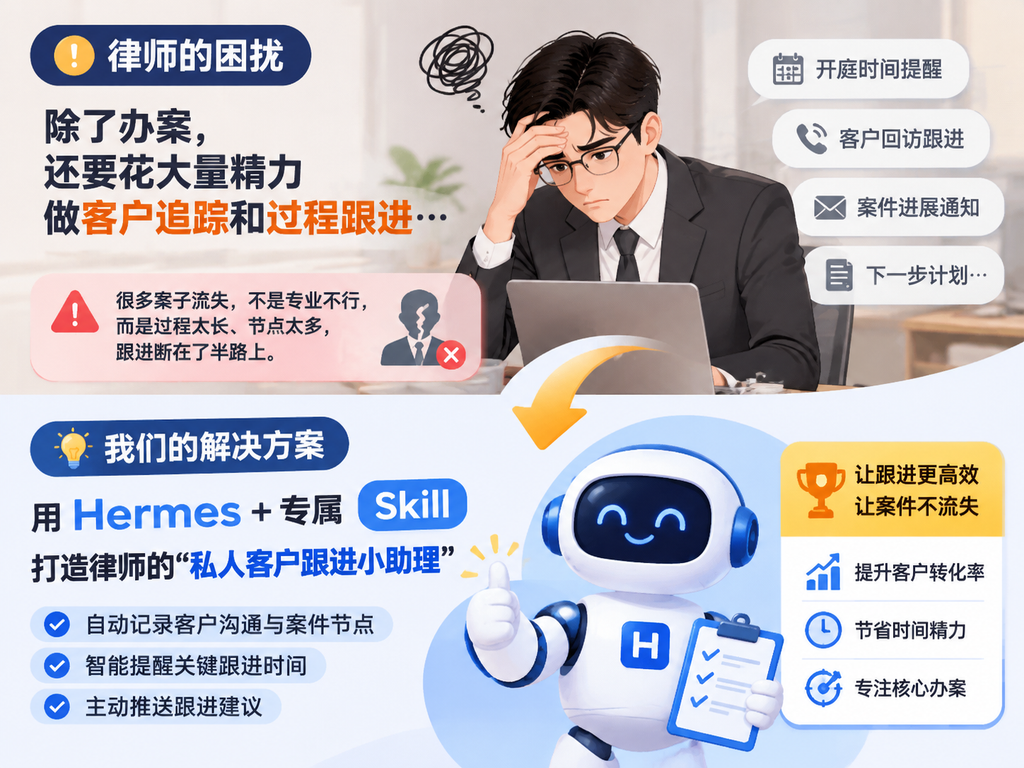 律师的困扰
除了办案，
还要花大量精力
做客户追踪和过程跟进…
很多案子流失，不是专业不行，
而是过程太长、节点太多，
跟进断在了半路上。
开庭时间提醒
客户回访跟进
案件进展通知
下一步计划…
我们的解决方案
用 Hermes + 专属 Skill
打造律师的“私人客户跟进小助理”
自动记录客户沟通与案件节点
智能提醒关键跟进时间
主动推送跟进建议
H
让跟进更高效
让案件不流失
提升客户转化率
节省时间精力
专注核心办案